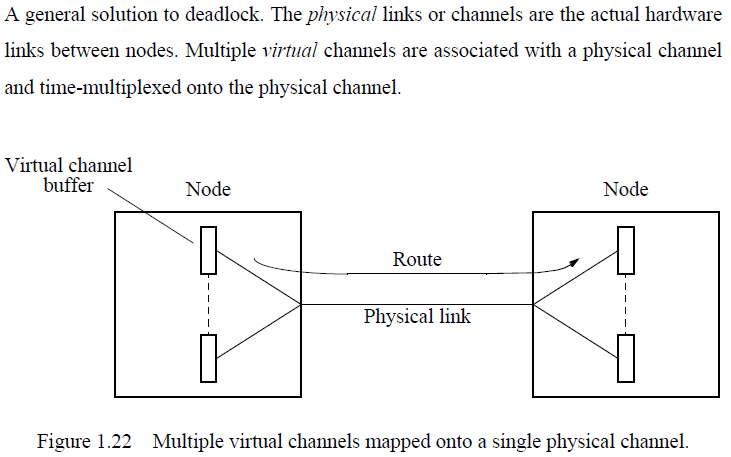 A general solution to deadlock. The physical links or channels are the actual hardware
links between nodes. Multiple virtual channels are associated with a physical channel
and time-multiplexed onto the physical channel.
Virtual channel
buffer
Node
Node
Route
Physical link
Figure 1.22 Multiple virtual channels mapped onto a single physical channel.